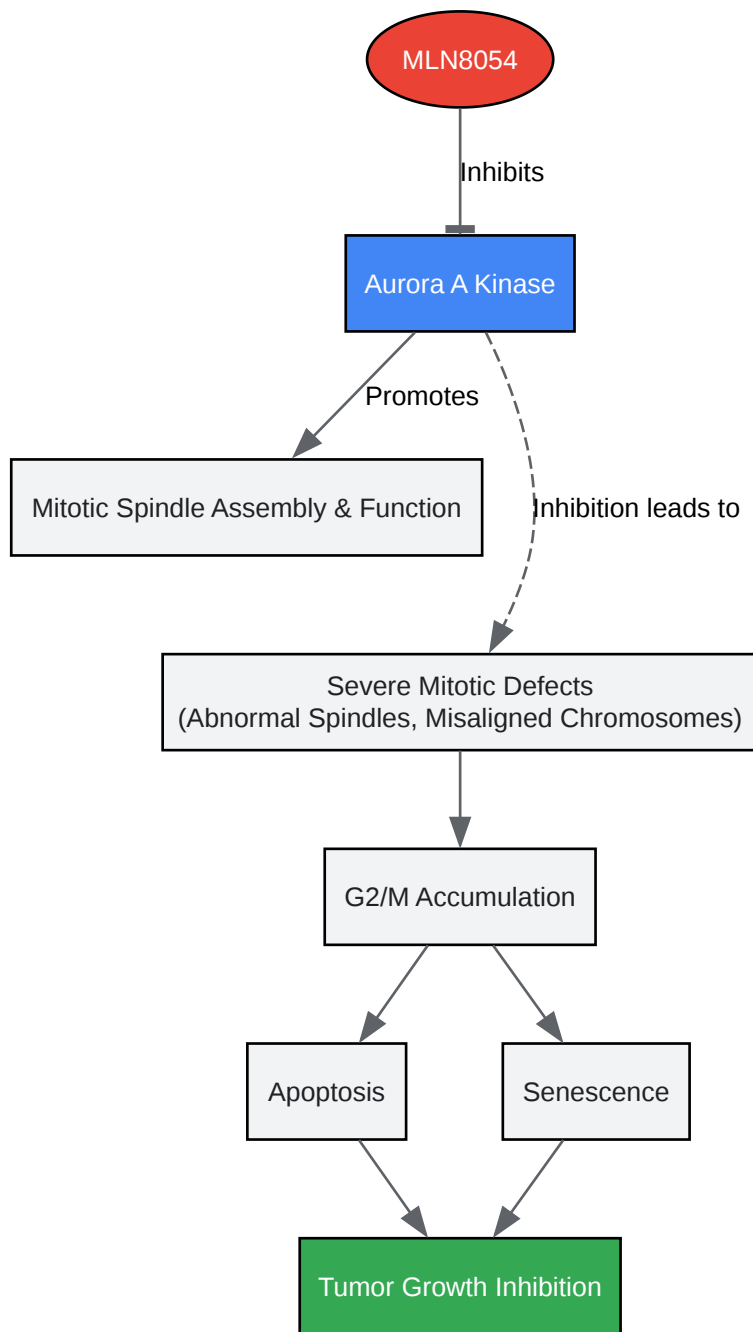 MLN8054
Inhibits
Aurora A Kinase
Promotes
Mitotic Spindle Assembly & Function
Inhibition leads to
Severe Mitotic Defects
(Abnormal Spindles, Misaligned Chromosomes)
G2/M Accumulation
Apoptosis
Senescence
Tumor Growth Inhibition